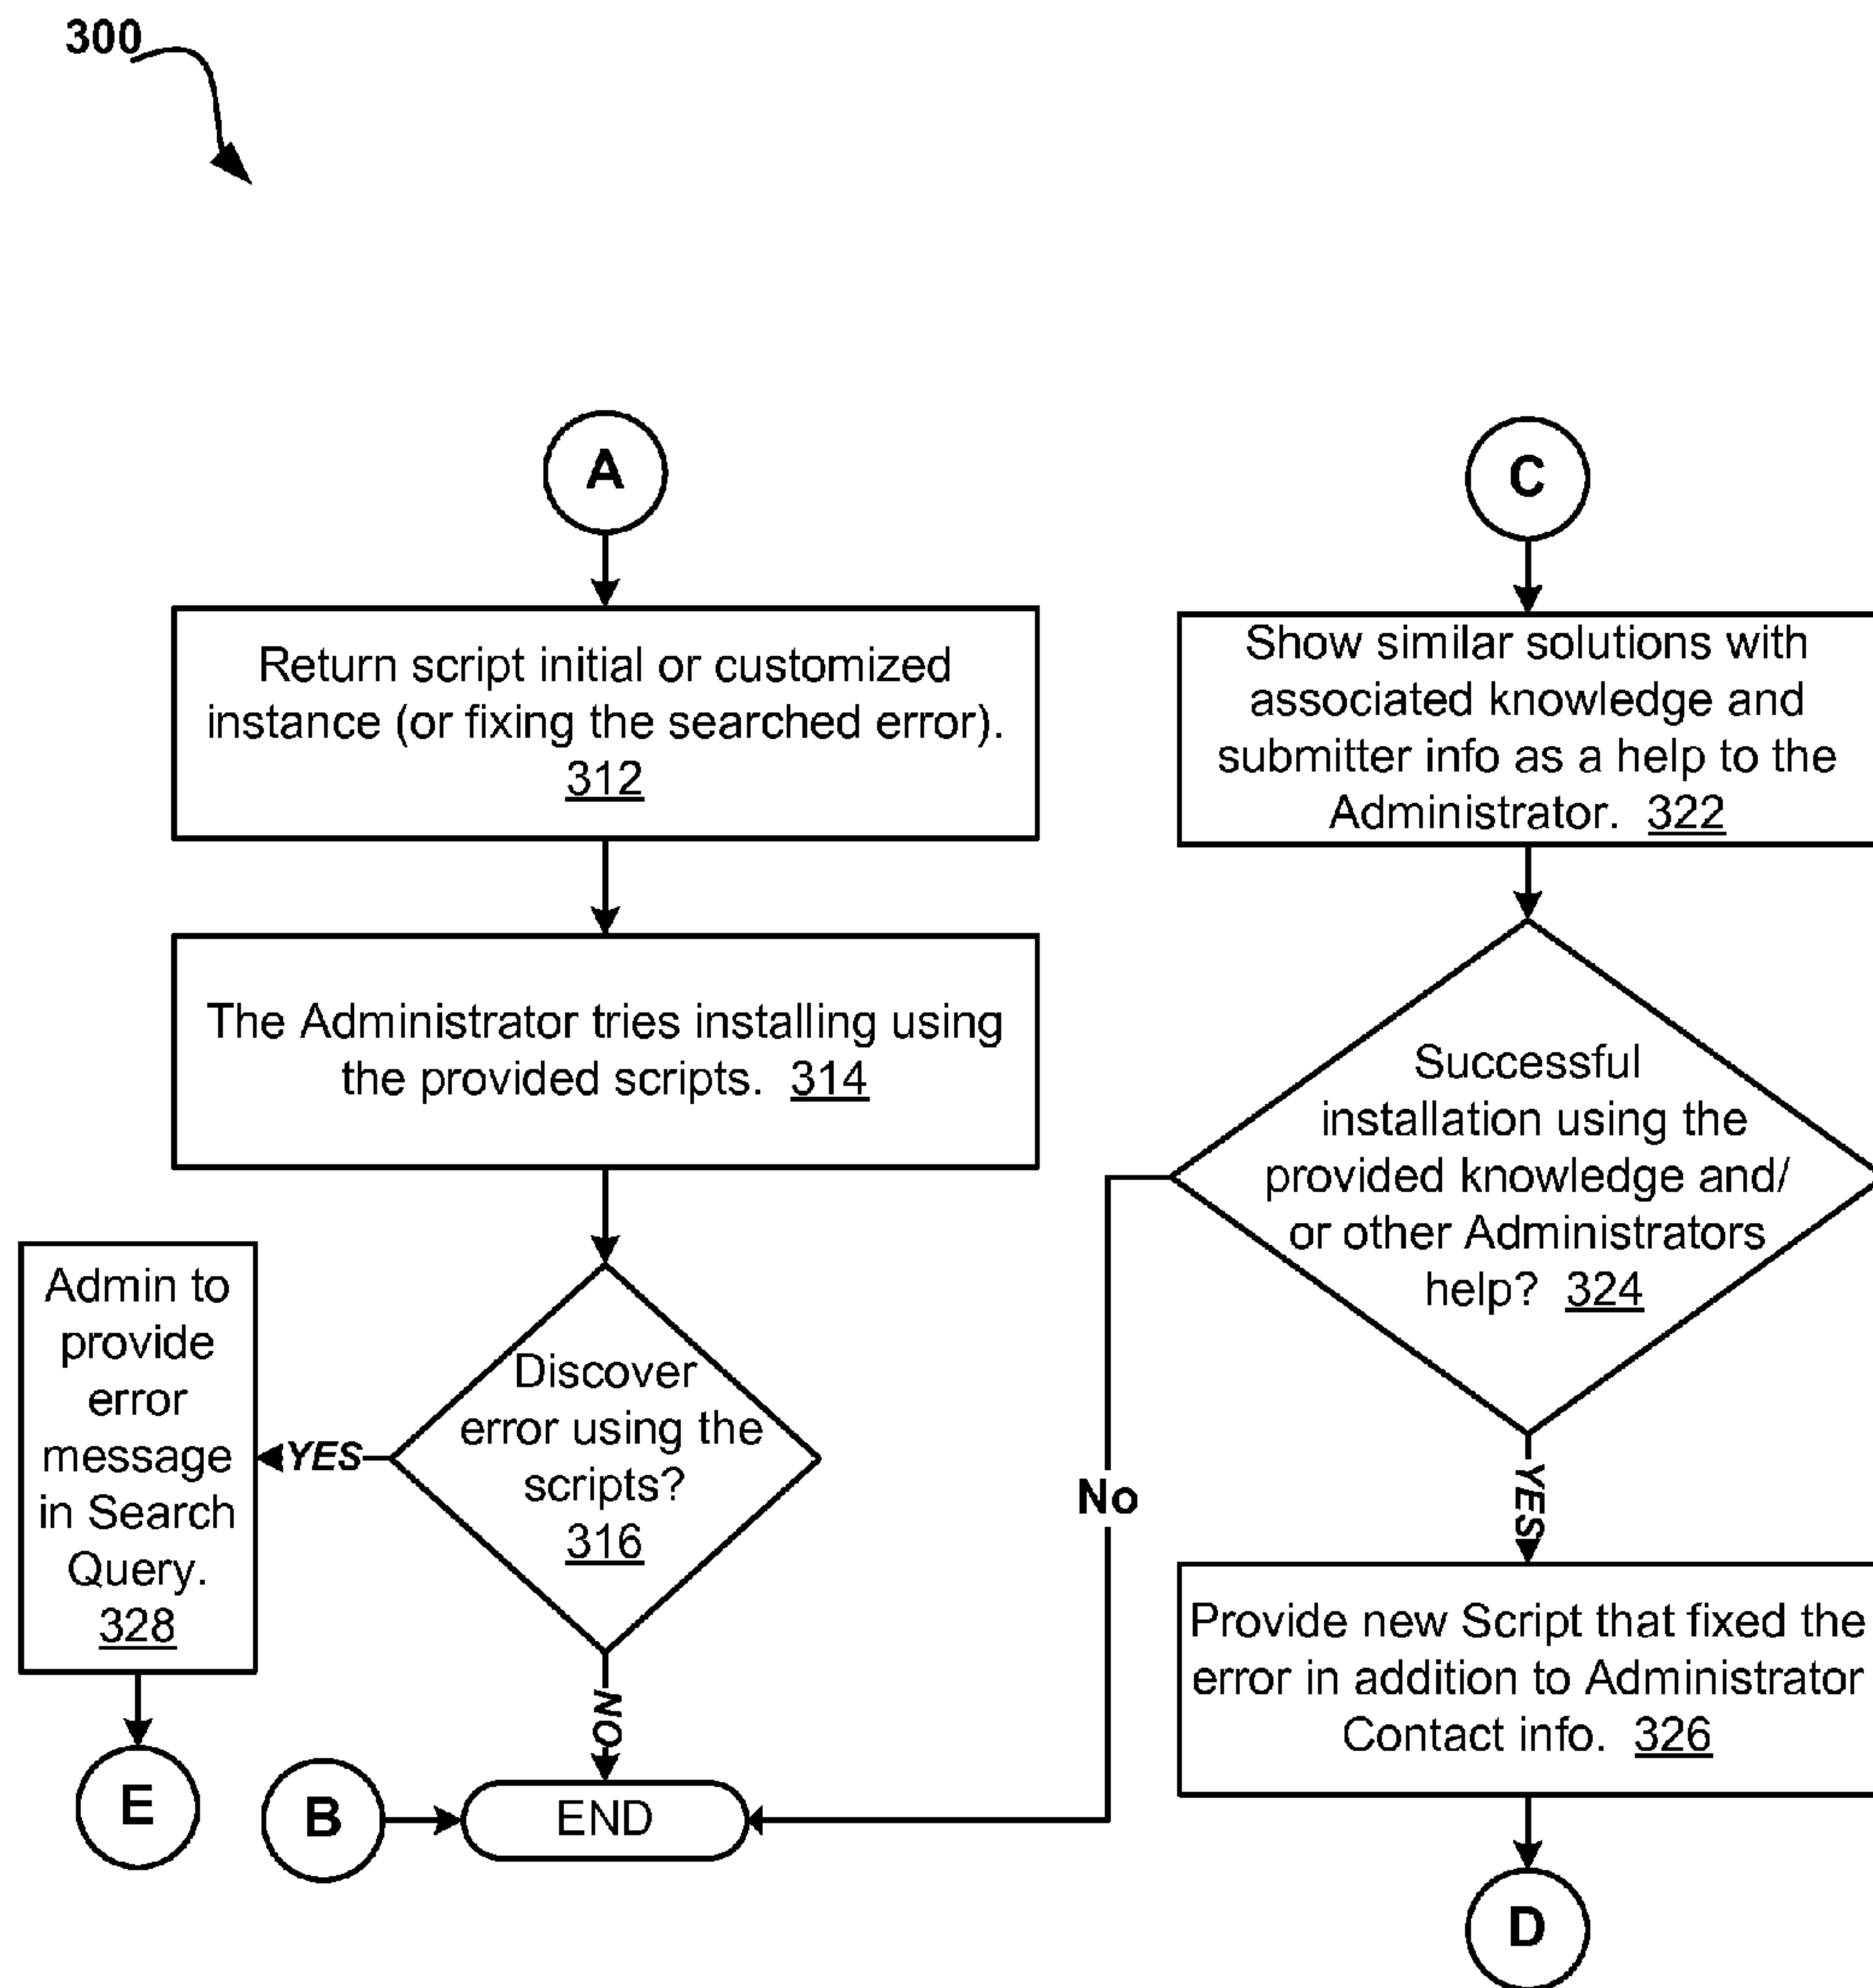 300
A
Return script initial or customized
instance (or fixing the searched error).
312
The Administrator tries installing using
the provided scripts. 314
Discover
error using the
scripts?
316
YES
Admin to
provide
error
message
in Search
Query.
328
E
NO
B
END
C
Show similar solutions with
associated knowledge and
submitter info as a help to the
Administrator. 322
Successful
installation using the
provided knowledge and/
or other Administrators
help? 324
No
YES
Provide new Script that fixed the
error in addition to Administrator
Contact info. 326
D